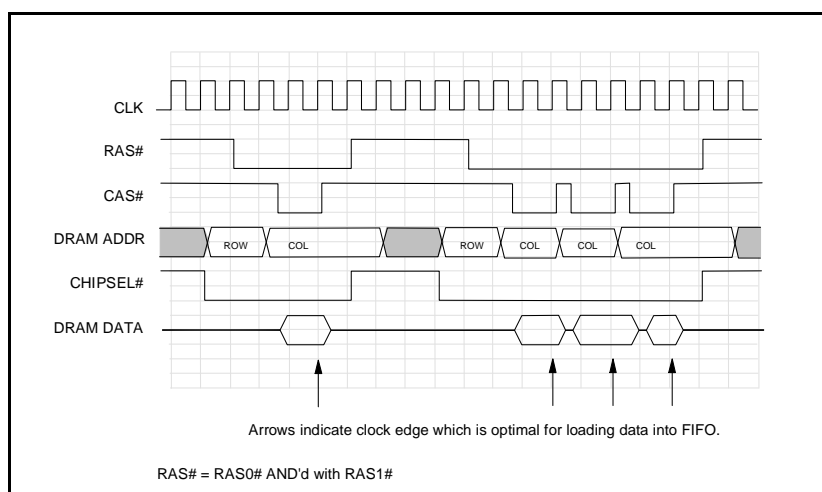 CLK
RAS#
CAS#
DRAM ADDR
ROW COL ROW COL COL COL
CHIPSEL#
DRAM DATA
Arrows indicate clock edge which is optimal for loading data into FIFO.
RAS# = RAS0# AND'd with RAS1#